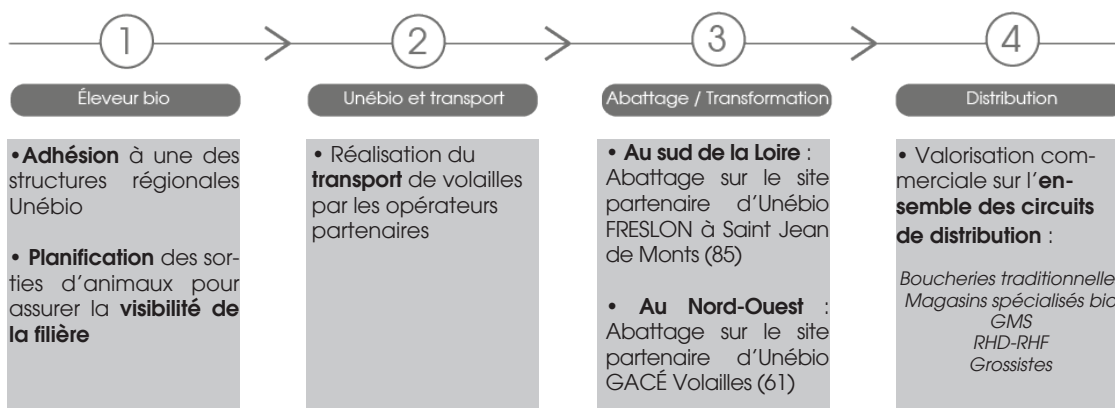 1
2
3
4
Éleveur bio
Unébio et transport
Abattage / Transformation
Distribution
•Adhésion à une des
structures régionales
Unébio
• Planification des sor-
ties d'animaux pour
assurer la visibilité de
la filière
• Réalisation du
transport de volailles
par les opérateurs
partenaires
• Au sud de la Loire :
Abattage sur le site
partenaire d'Unébio
FRESLON à Saint Jean
de Monts (85)
• Au Nord-Ouest :
Abattage sur le site
partenaire d'Unébio
GACÉ Volailles (61)
• Valorisation com-
merciale sur l'en-
semble des circuits
de distribution :
Boucheries traditionnelle
Magasins spécialisés bio
GMS
RHD-RHF
Grossistes